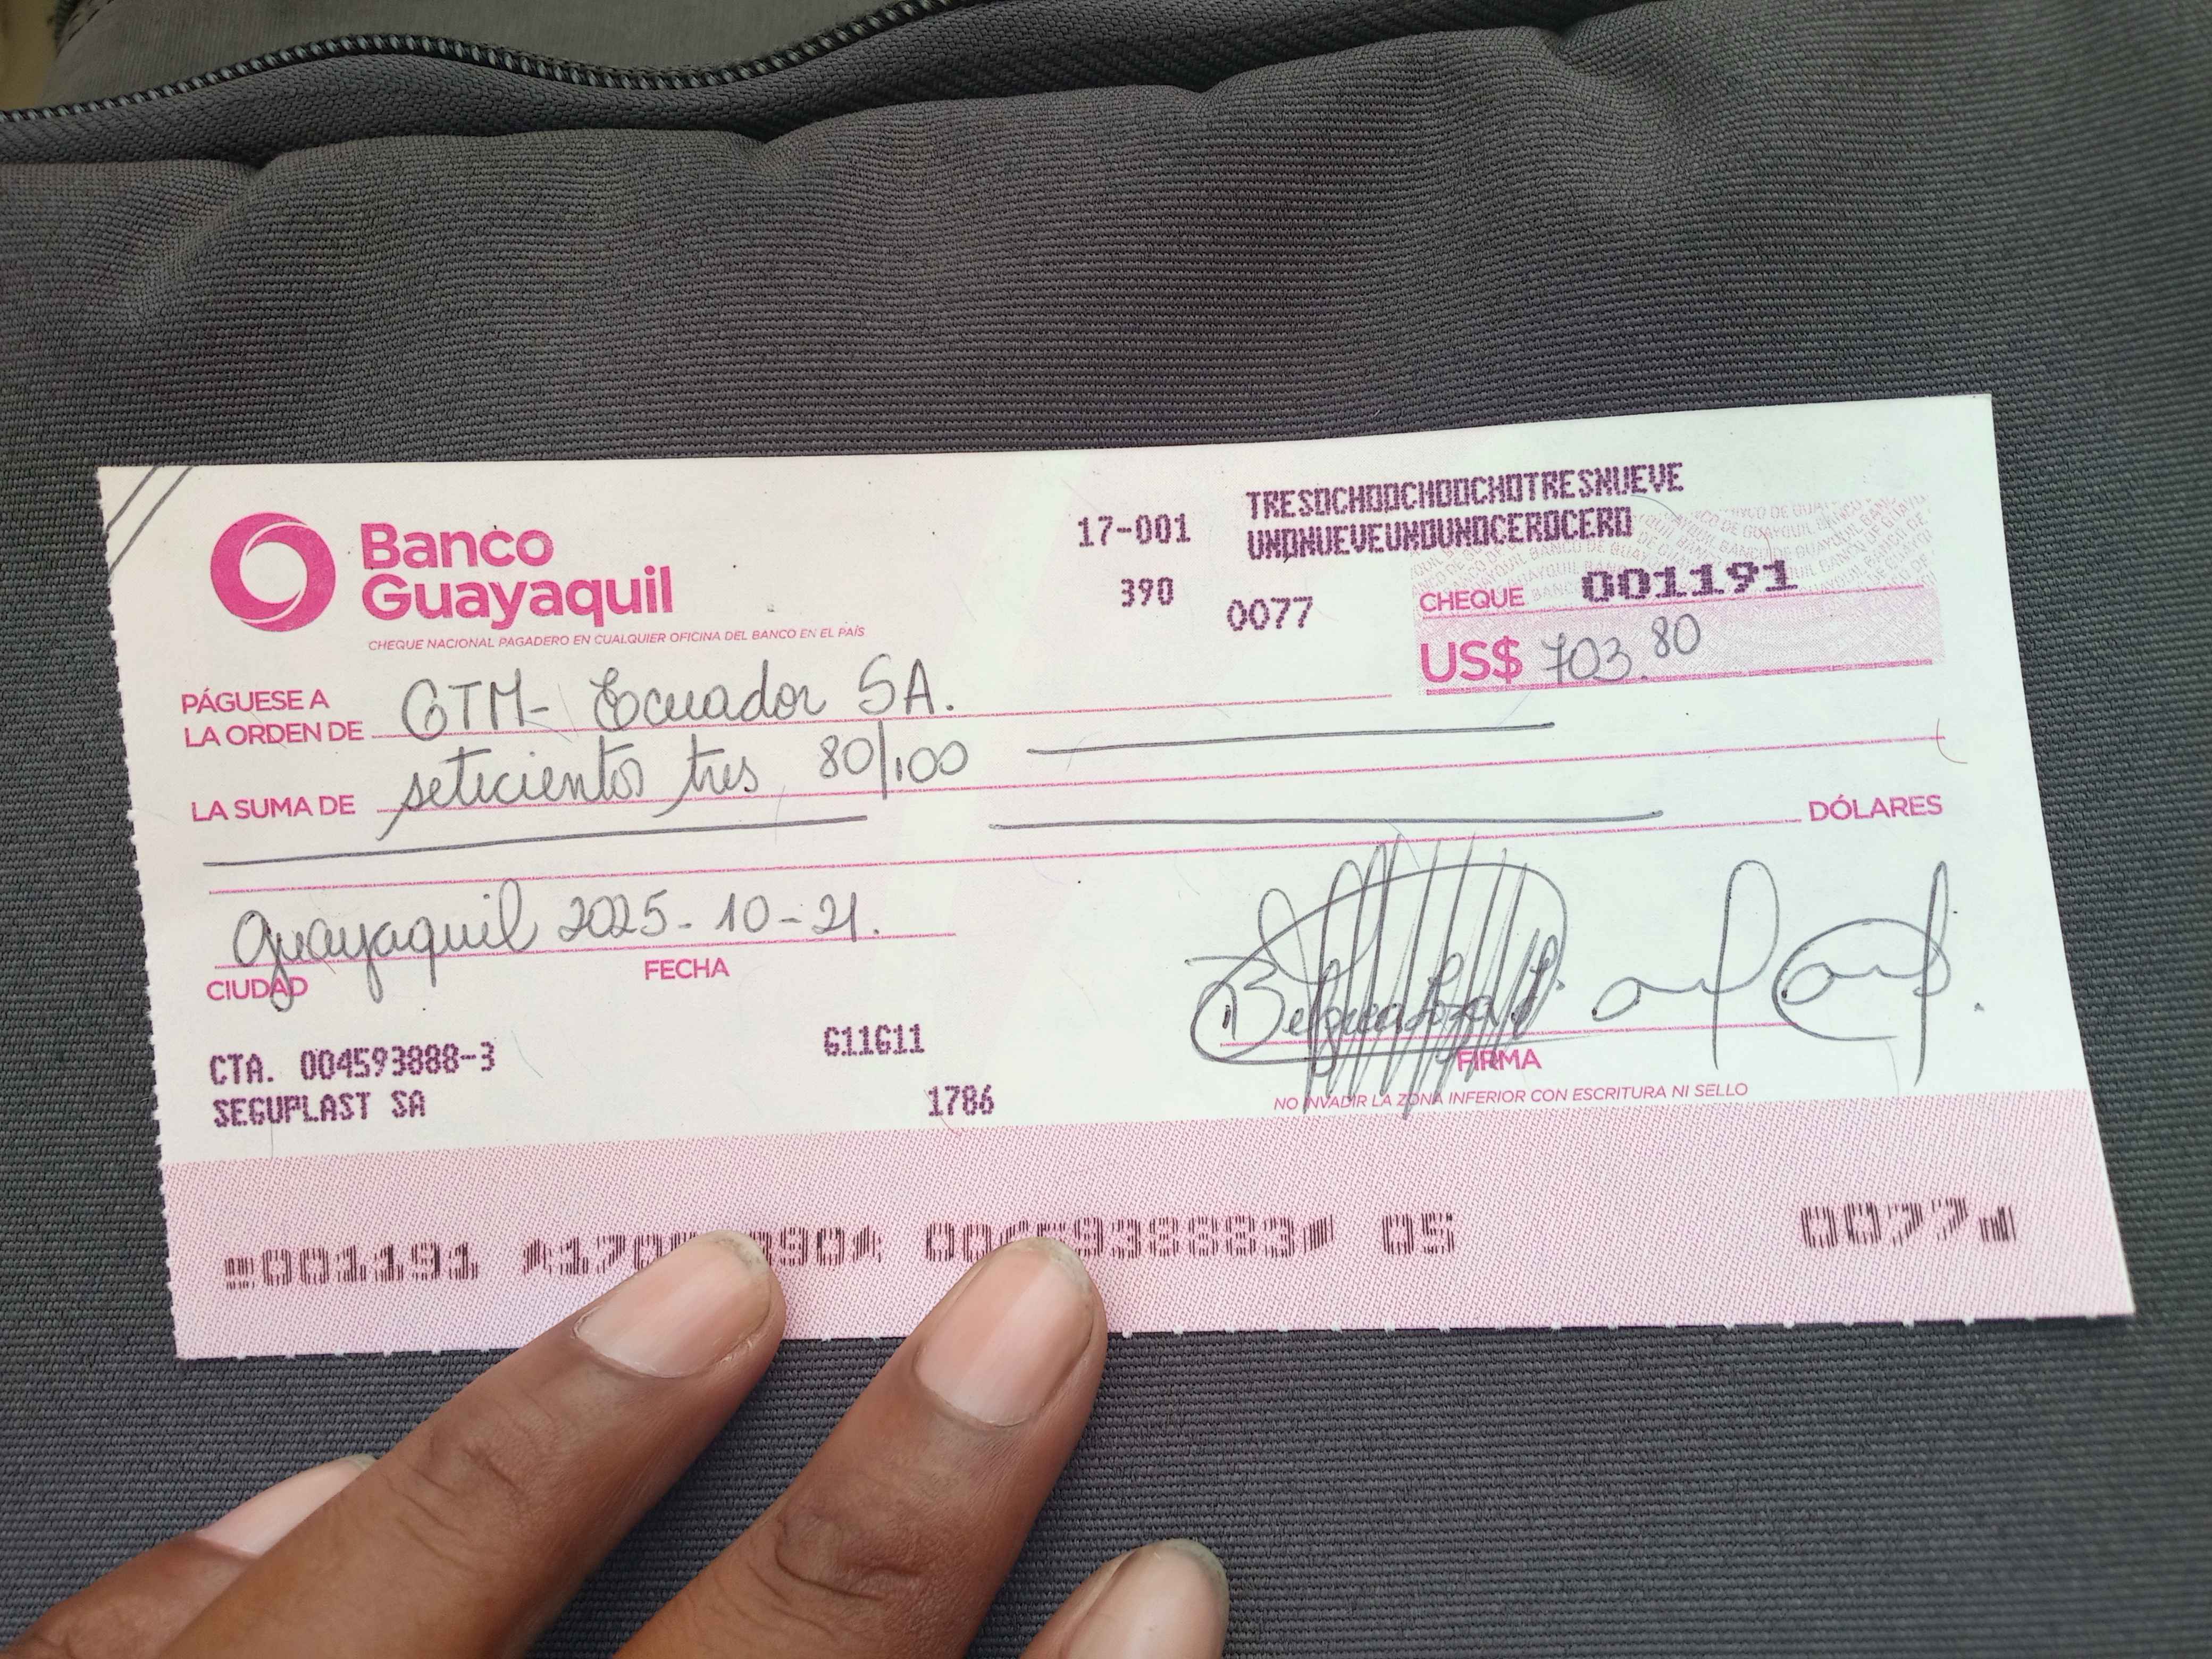 Banco
Guayaquil
CHEQUE NACIONAL PAGADERO EN CUALQUIER OFICINA DEL BANCO EN EL PAÍS
17-001
390
0077
TRESOCHOOCHOOCHOTRESNUEVE
UNONUEVEUNOUNOCEROCERO
CHEQUE 001191
US$ 703.80
PÁGUESE A
LA ORDEN DE GTM- Ecuador SA.
LA SUMA DE seticientos tres 80/100
DÓLARES
Guayaquil 2025-10-21.
CIUDAD FECHA
FIRMA
NO INVADIR LA ZONA INFERIOR CON ESCRITURA NI SELLO
CTA. 004593888-3 G11G11
SEGUPLAST SA 1786
001191 05 0077